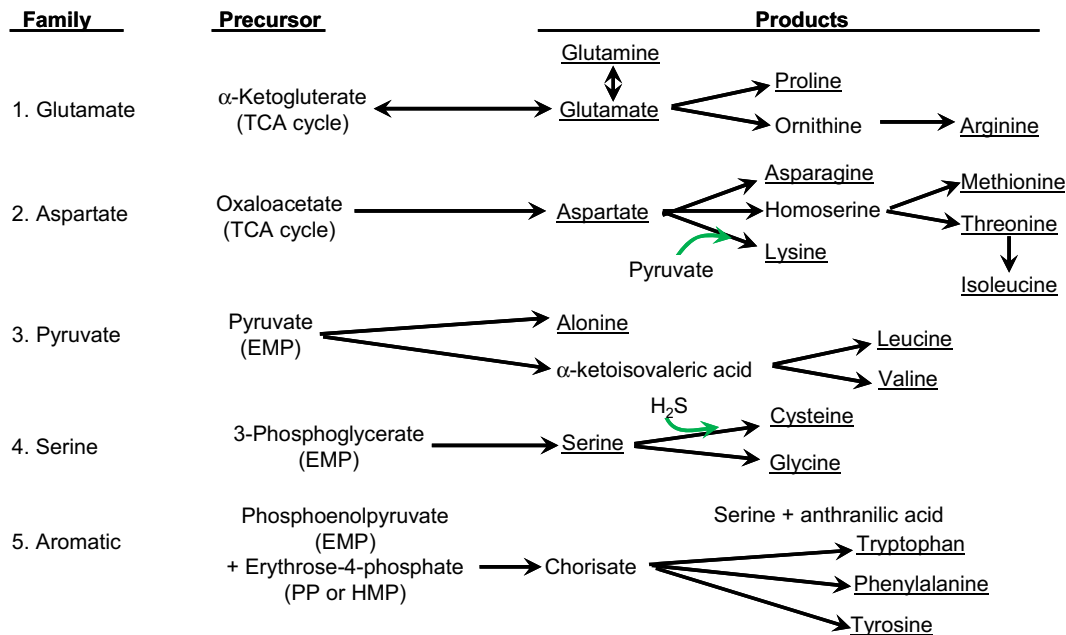 Family Precursor Products
Glutamine
1. Glutamate α-Ketogluterate Glutamate Proline
(TCA cycle) Ornithine Arginine
2. Aspartate Oxaloacetate Aspartate Asparagine Methionine
(TCA cycle) Homoserine Threonine
Pyruvate Lysine
Isoleucine
3. Pyruvate Pyruvate Alonine
(EMP) Leucine
α-ketoisovaleric acid Valine
H2S
4. Serine 3-Phosphoglycerate Serine Cysteine
(EMP) Glycine
Phosphoenolpyruvate Serine + anthranilic acid
5. Aromatic (EMP) Tryptophan
+ Erythrose-4-phosphate Chorisate Phenylalanine
(PP or HMP) Tyrosine